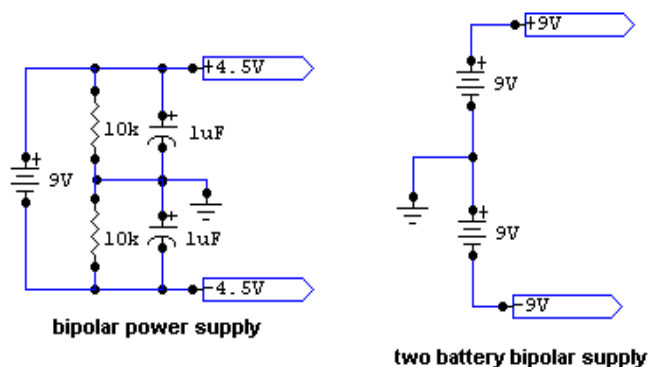 +4.5V
10k
1uF
+
9V
+
10k
1uF
+
-4.5V
bipolar power supply
+9V
+
9V
+
9V
-9V
two battery bipolar supply